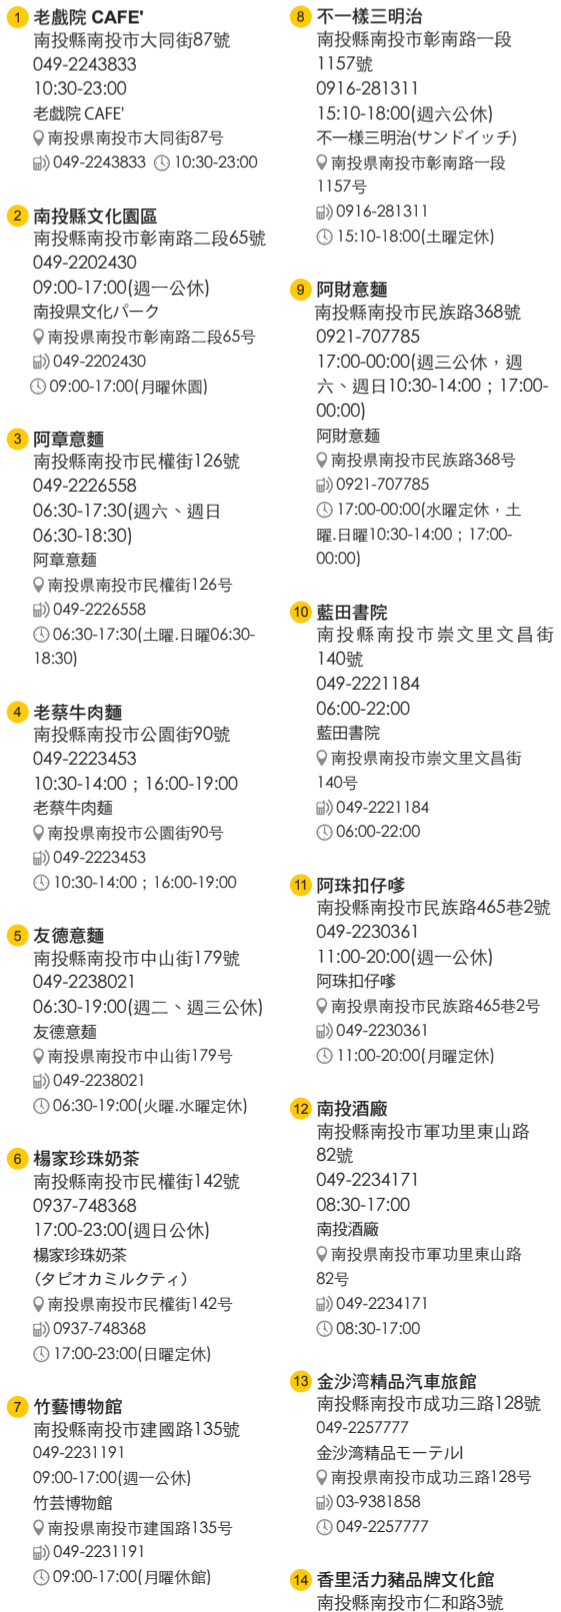 1 老戲院 CAFE'
南投縣南投市大同街87號
049-2243833
10:30-23:00
老戲院 CAFE'
南投県南投市大同街87号
049-2243833 10:30-23:00
2 南投縣文化園區
南投縣南投市彰南路二段65號
049-2202430
09:00-17:00(週一公休)
南投県文化パーク
南投県南投市彰南路二段65号
049-2202430
09:00-17:00(月曜休園)
3 阿章意麵
南投縣南投市民權街126號
049-2226558
06:30-17:30(週六、週日
06:30-18:30)
阿章意麵
南投県南投市民權街126号
049-2226558
06:30-17:30(土曜.日曜06:30-
18:30)
4 老蔡牛肉麵
南投縣南投市公園街90號
049-2223453
10:30-14:00；16:00-19:00
老蔡牛肉麵
南投県南投市公園街90号
049-2223453
10:30-14:00；16:00-19:00
5 友德意麵
南投縣南投市中山街179號
049-2238021
06:30-19:00(週二、週三公休)
友德意麵
南投県南投市中山街179号
049-2238021
06:30-19:00(火曜.水曜定休)
6 楊家珍珠奶茶
南投縣南投市民權街142號
0937-748368
17:00-23:00(週日公休)
楊家珍珠奶茶
（タピオカミルクティ）
南投県南投市民權街142号
0937-748368
17:00-23:00(日曜定休)
7 竹藝博物館
南投縣南投市建國路135號
049-2231191
09:00-17:00(週一公休)
竹芸博物館
南投県南投市建国路135号
049-2231191
09:00-17:00(月曜休館)
8 不一樣三明治
南投縣南投市彰南路一段
1157號
0916-281311
15:10-18:00(週六公休)
不一樣三明治(サンドイッチ)
南投県南投市彰南路一段
1157号
0916-281311
15:10-18:00(土曜定休)
9 阿財意麵
南投縣南投市民族路368號
0921-707785
17:00-00:00(週三公休，週
六、週日10:30-14:00；17:00-
00:00)
阿財意麵
南投県南投市民族路368号
0921-707785
17:00-00:00(水曜定休，土
曜.日曜10:30-14:00；17:00-
00:00)
10 藍田書院
南投縣南投市崇文里文昌街
140號
049-2221184
06:00-22:00
藍田書院
南投県南投市崇文里文昌街
140号
049-2221184
06:00-22:00
11 阿珠扣仔嗲
南投縣南投市民族路465巷2號
049-2230361
11:00-20:00(週一公休)
阿珠扣仔嗲
南投県南投市民族路465巷2号
049-2230361
11:00-20:00(月曜定休)
12 南投酒廠
南投縣南投市軍功里東山路
82號
049-2234171
08:30-17:00
南投酒廠
南投県南投市軍功里東山路
82号
049-2234171
08:30-17:00
13 金沙湾精品汽車旅館
南投縣南投市成功三路128號
049-2257777
金沙湾精品モーテルI
南投県南投市成功三路128号
03-9381858
049-2257777
14 香里活力豬品牌文化館
南投縣南投市仁和路3號